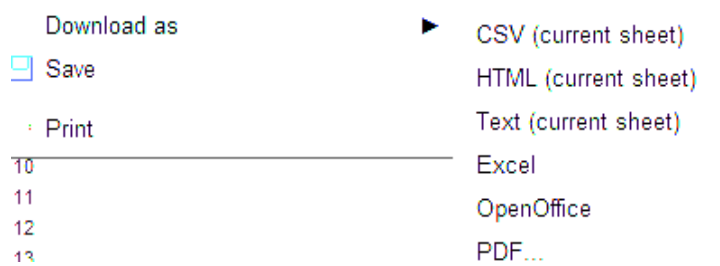 Download as
Save
Print
10
11
12
13
CSV (current sheet)
HTML (current sheet)
Text (current sheet)
Excel
OpenOffice
PDF...